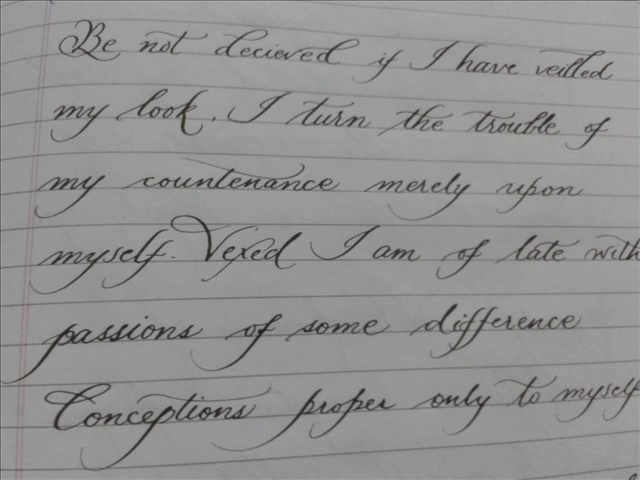 Be not decieved if I have veilled
my look. I turn the trouble of
my countenance merely upon
myself. Vexed I am of late with
passions of some difference
Conceptions proper only to myself